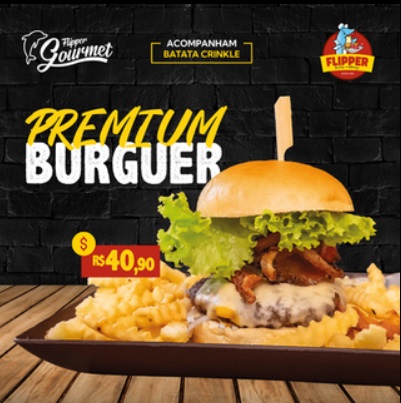 Flipper
Gourmet
ACOMPANHAM
BATATA CRINKLE
FLIPPER
PREMIUM
BURGUER
$
R$40,90